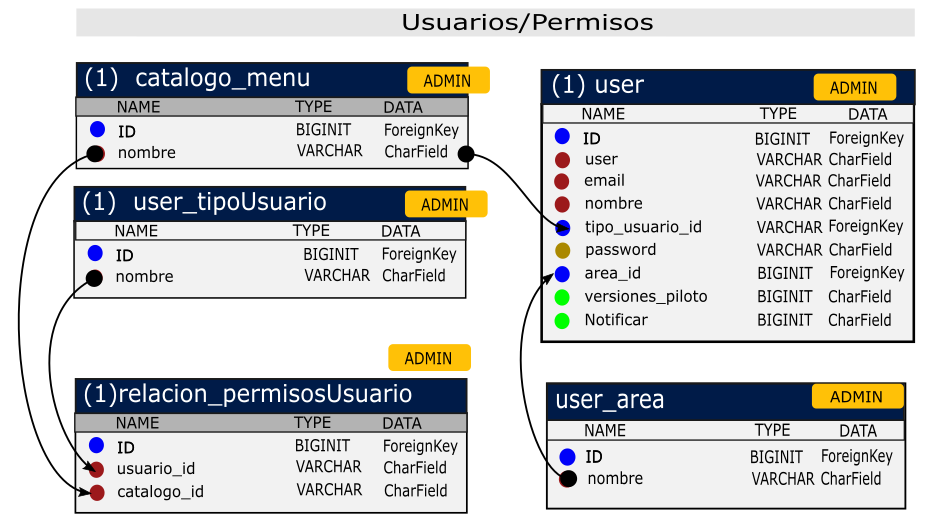 Usuarios/Permisos
(1) catalogo_menu ADMIN
NAME TYPE DATA
ID BIGINIT ForeignKey
nombre VARCHAR CharField
(1) user_tipoUsuario ADMIN
NAME TYPE DATA
ID BIGINIT ForeignKey
nombre VARCHAR CharField
ADMIN
(1)relacion_permisosUsuario
NAME TYPE DATA
ID BIGINIT ForeignKey
usuario_id VARCHAR CharField
catalogo_id VARCHAR CharField
(1) user ADMIN
NAME TYPE DATA
ID BIGINIT ForeignKey
user VARCHAR CharField
email VARCHAR CharField
nombre VARCHAR CharField
tipo_usuario_id VARCHAR ForeignKey
password VARCHAR CharField
area_id BIGINIT ForeignKey
versiones_piloto BIGINIT CharField
Notificar BIGINIT CharField
user_area ADMIN
NAME TYPE DATA
ID BIGINIT ForeignKey
nombre VARCHAR CharField